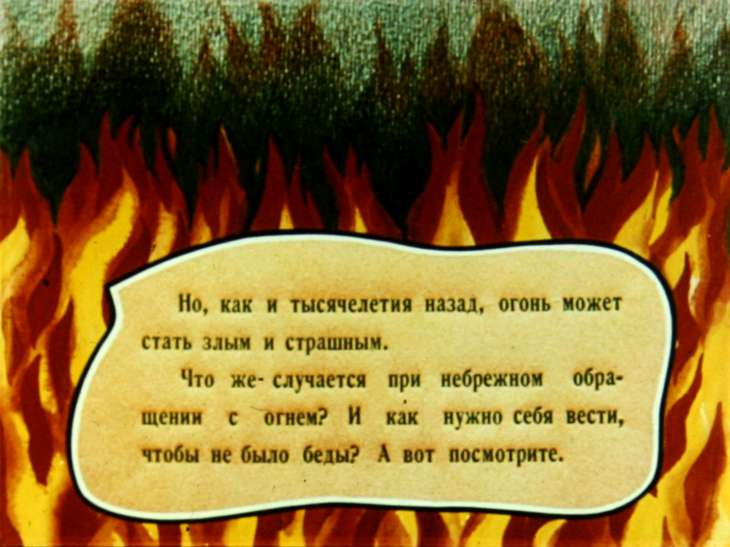 Но, как и тысячелетия назад, огонь может
стать злым и страшным.
Что же- случается при небрежном обра-
щении с огнем? И как нужно себя вести,
чтобы не было беды? А вот посмотрите.